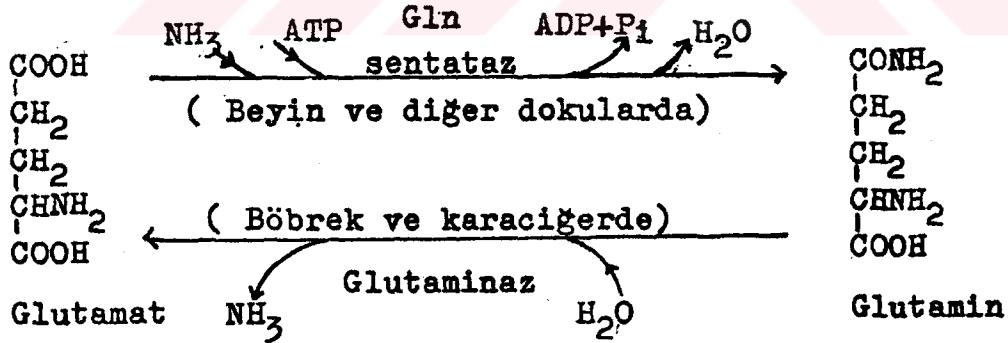 NH3 ATP Gln ADP+Pi H2O
COOH sentataz CONH2
CH2 ( Beyin ve diğer dokularda) CH2
CH2 CH2
CHNH2 ( Böbrek ve karaciğerde) CHNH2
COOH COOH
Glutaminaz
Glutamat NH3 H2O Glutamin